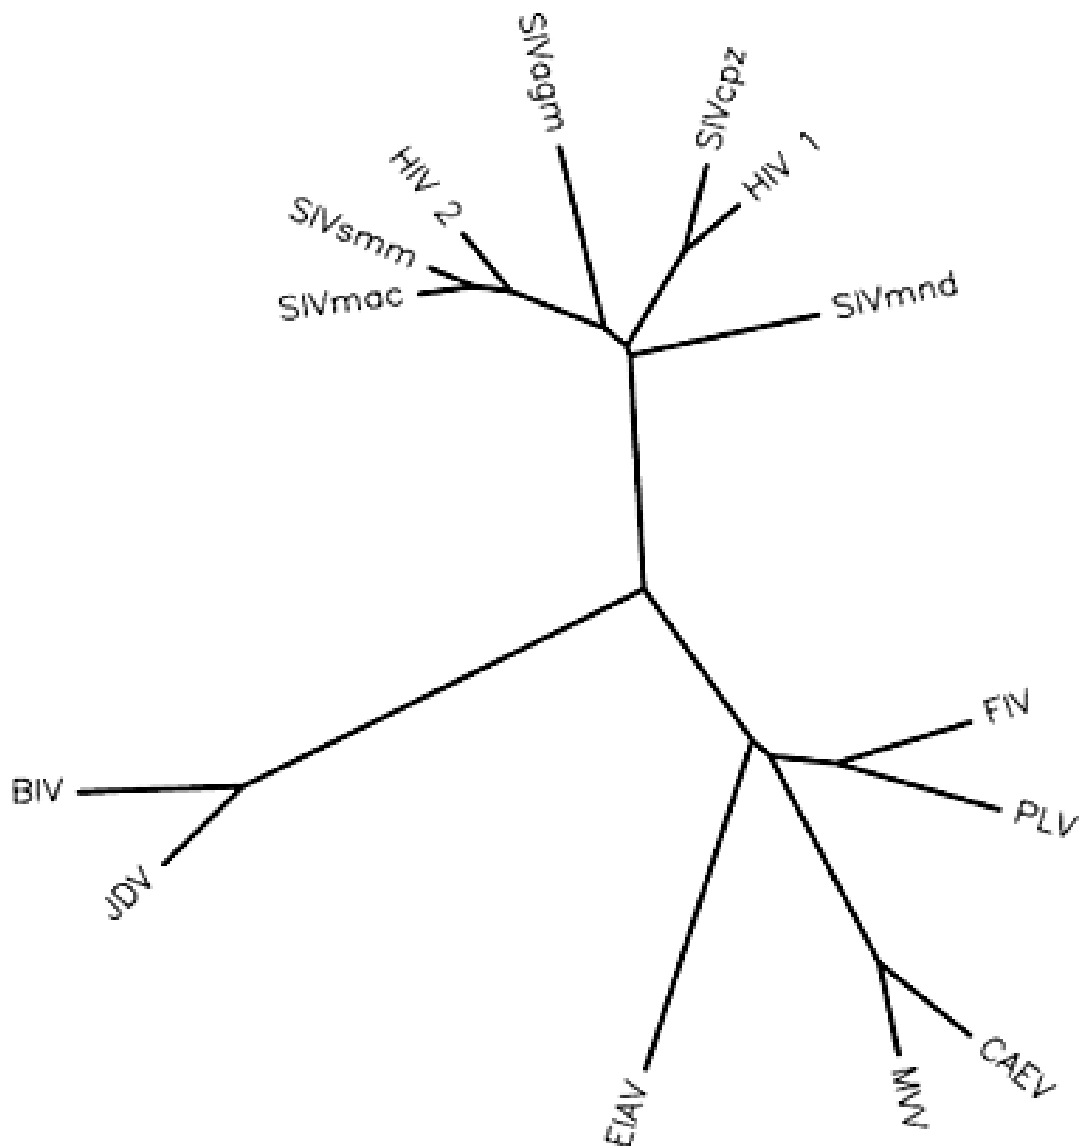 SIVagm
SIVcpz
HIV 1
HIV 2
SIVsmm
SIVmac
SIVmnd
FIV
PLV
BIV
JDV
CAEV
MVV
EIAV